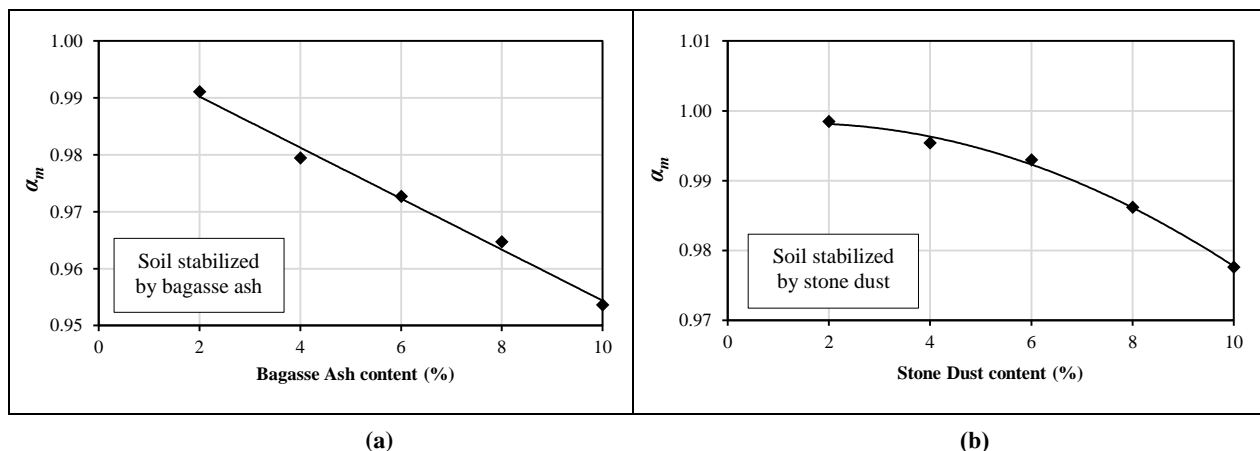 1.00
0.99
0.98
0.97
0.96
0.95
αm
0 2 4 6 8 10
Bagasse Ash content (%)
Soil stabilized
by bagasse ash
(a)
1.01
1.00
0.99
0.98
0.97
αm
0 2 4 6 8 10
Stone Dust content (%)
Soil stabilized
by stone dust
(b)